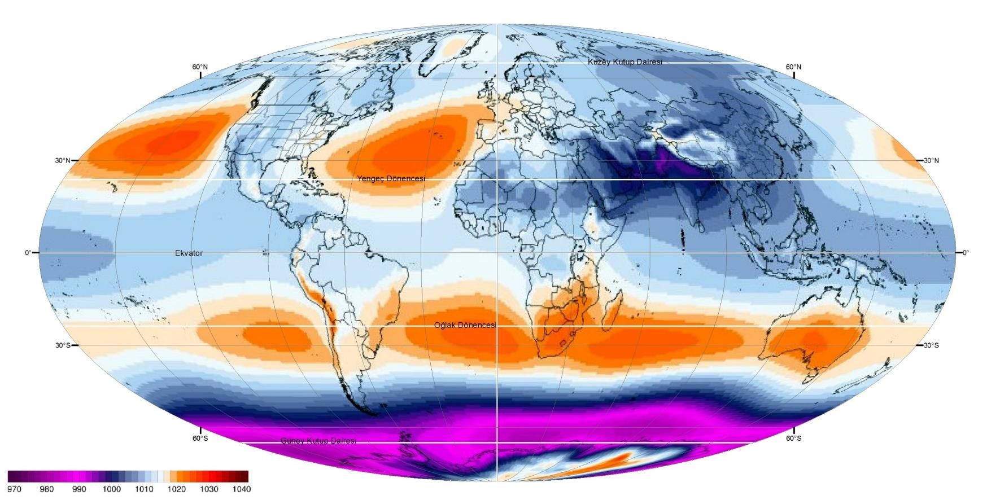 Kuzey Kutup Dairesi
60°N
60°N
30°N
30°N
Yengeç Dönencesi
0°
Ekvator
0°
Oğlak Dönencesi
30°S
30°S
60°S
Güney Kutup Dairesi
60°S
970 980 990 1000 1010 1020 1030 1040